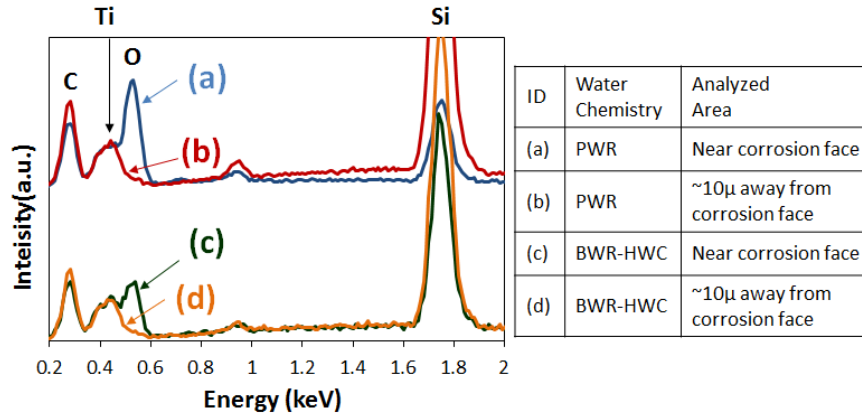 Ti
Si
C
O
(a)
(b)
(c)
(d)
Inteisity(a.u.)
0.2 0.4 0.6 0.8 1 1.2 1.4 1.6 1.8 2
Energy (keV)
ID Water Chemistry Analyzed Area
(a) PWR Near corrosion face
(b) PWR ~10μ away from corrosion face
(c) BWR-HWC Near corrosion face
(d) BWR-HWC ~10μ away from corrosion face